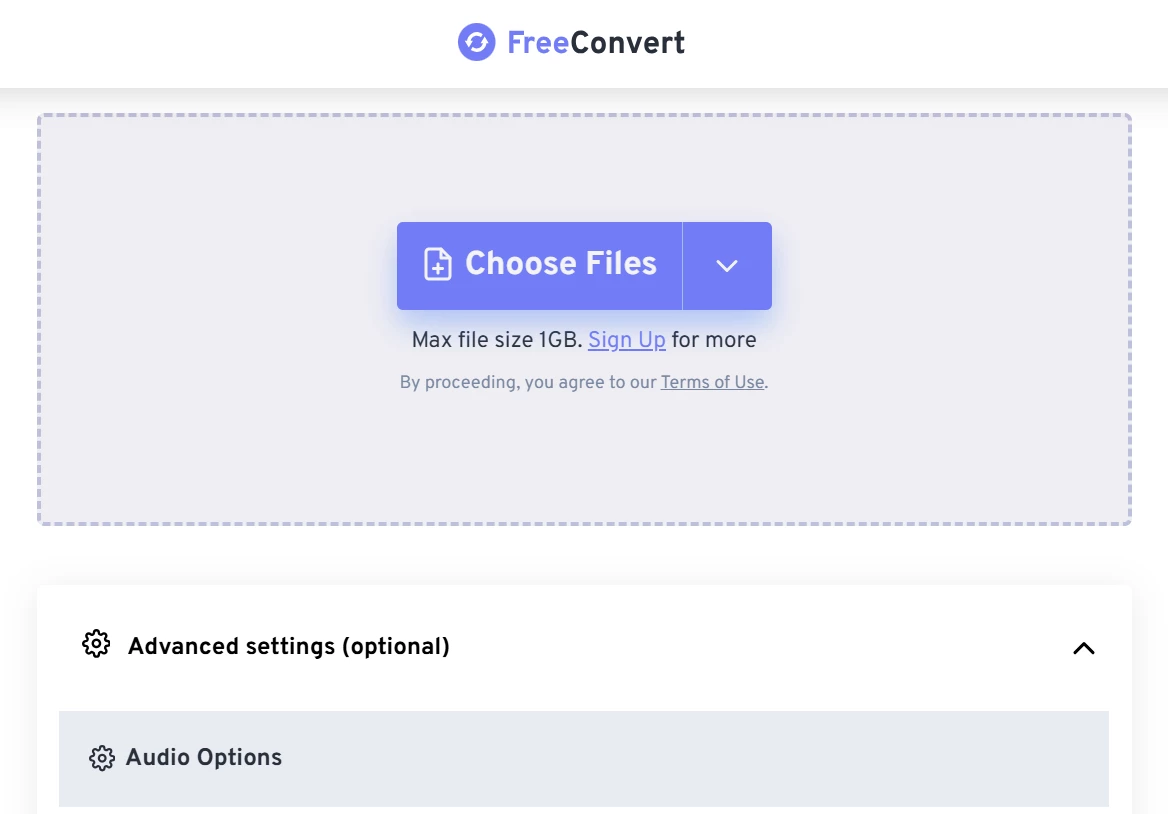 FreeConvert
Choose Files
Max file size 1GB. Sign Up for more
By proceeding, you agree to our Terms of Use.
Advanced settings (optional)
Audio Options